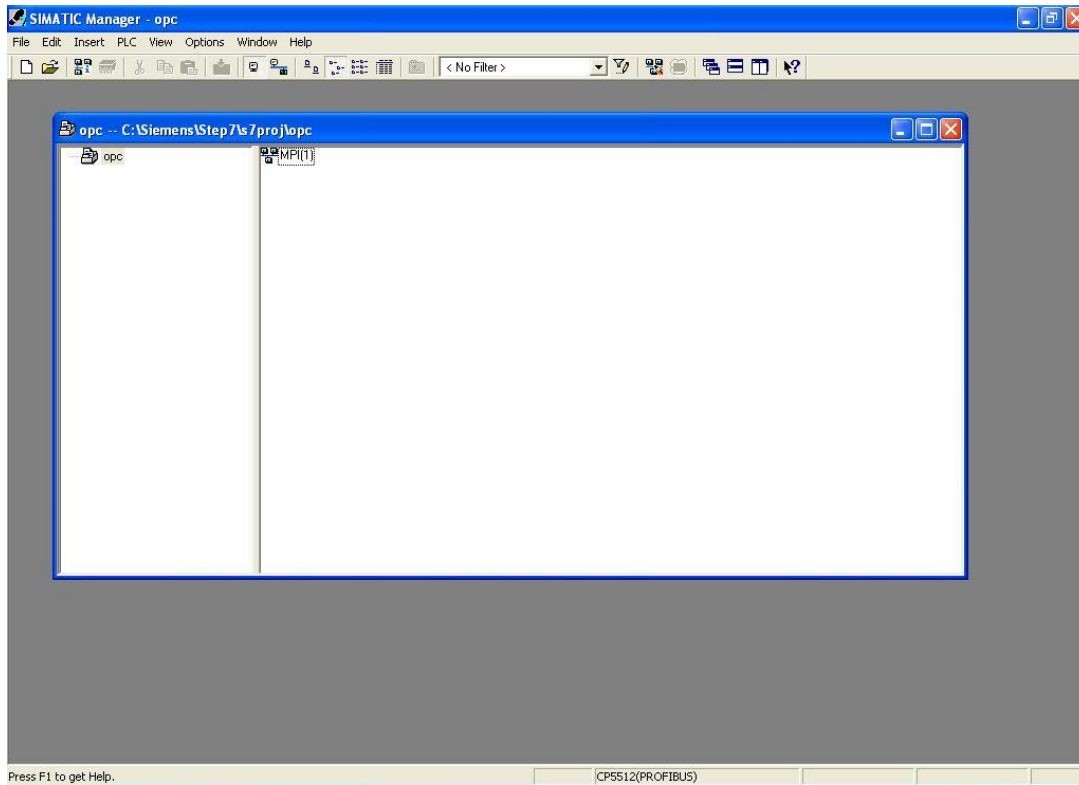 SIMATIC Manager - opc
File Edit Insert PLC View Options Window Help
< No Filter >
opc -- C:\Siemens\Step7\s7proj\opc
opc MPI(1)
Press F1 to get Help. CP5512(PROFIBUS)